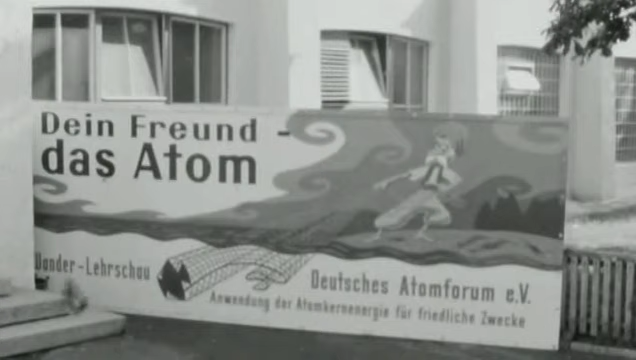 Dein Freund -
das Atom
Wander-Lehrschau
Deutsches Atomforum e.V.
Anwendung der Atomkernenergie für friedliche Zwecke